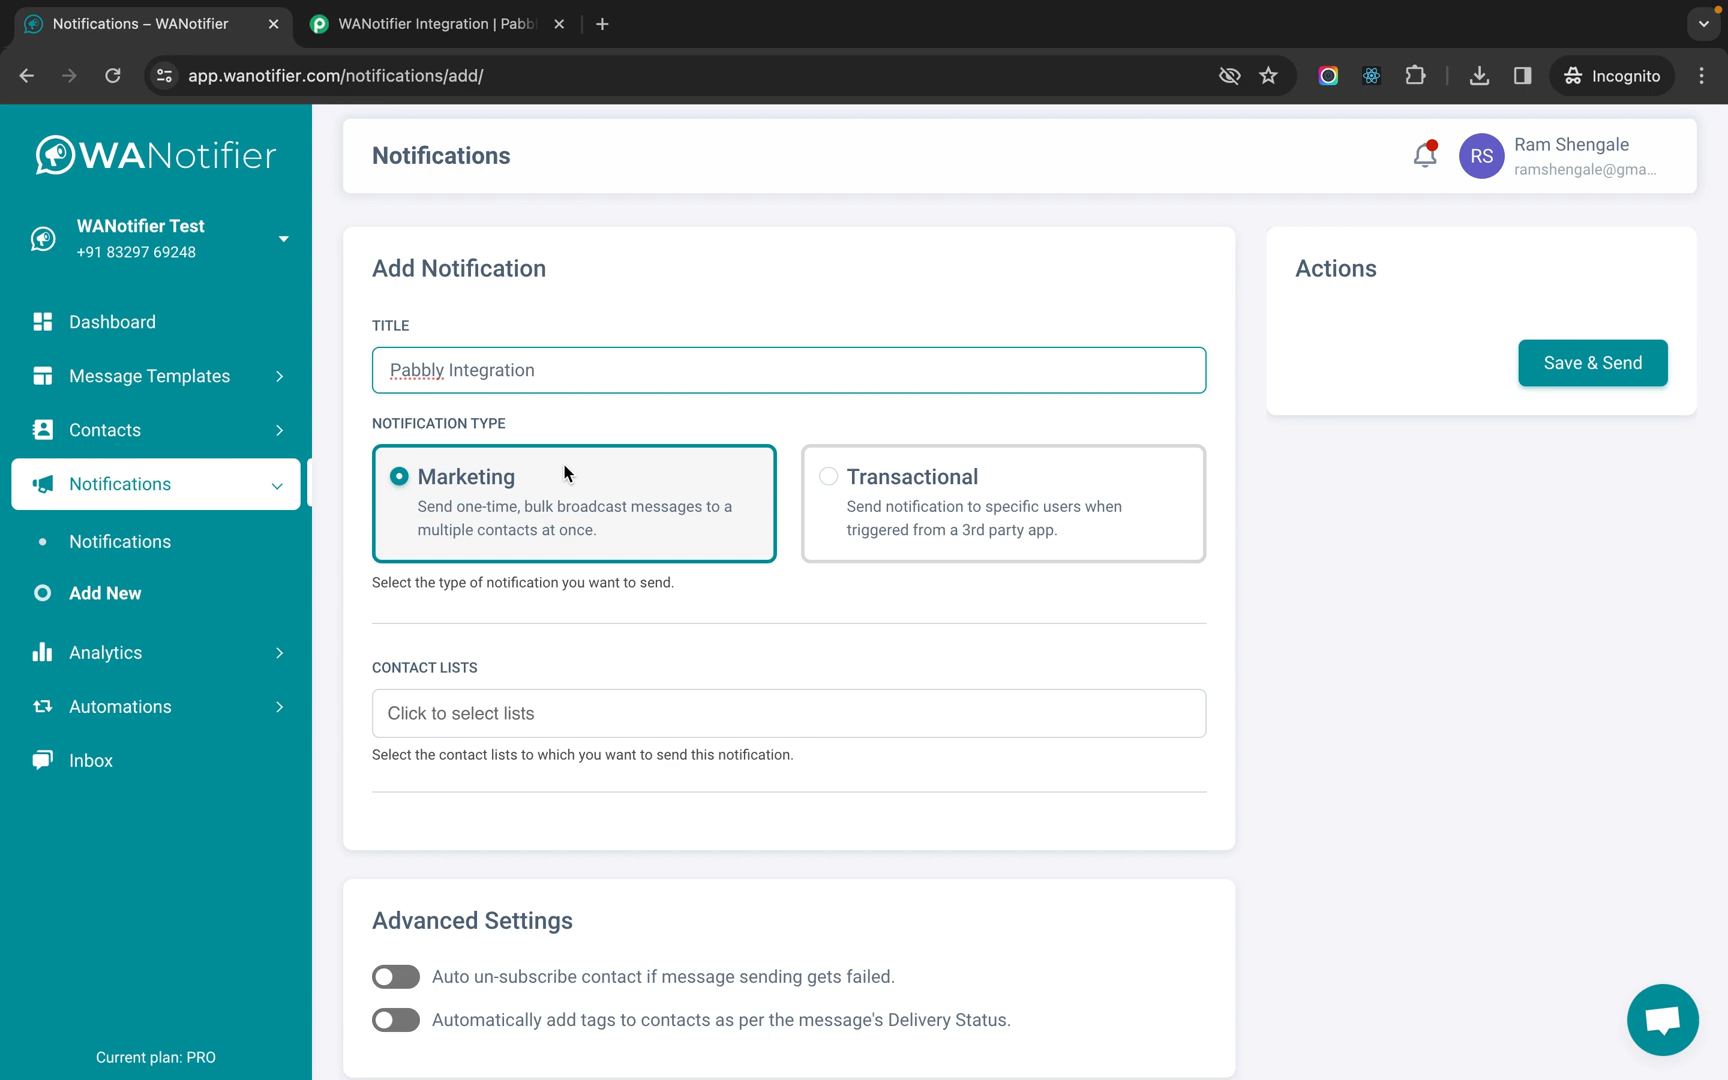 Notifications – WANotifier
WANotifier Integration | Pabb
app.wanotifier.com/notifications/add/
Incognito
WANotifier
WANotifier Test
+91 83297 69248
Dashboard
Message Templates
Contacts
Notifications
Notifications
Add New
Analytics
Automations
Inbox
Current plan: PRO
Notifications
RS
Ram Shengale
ramshengale@gma...
Add Notification
TITLE
Pabbly Integration
NOTIFICATION TYPE
Marketing
Send one-time, bulk broadcast messages to a
multiple contacts at once.
Transactional
Send notification to specific users when
triggered from a 3rd party app.
Select the type of notification you want to send.
CONTACT LISTS
Click to select lists
Select the contact lists to which you want to send this notification.
Advanced Settings
Auto un-subscribe contact if message sending gets failed.
Automatically add tags to contacts as per the message's Delivery Status.
Actions
Save & Send